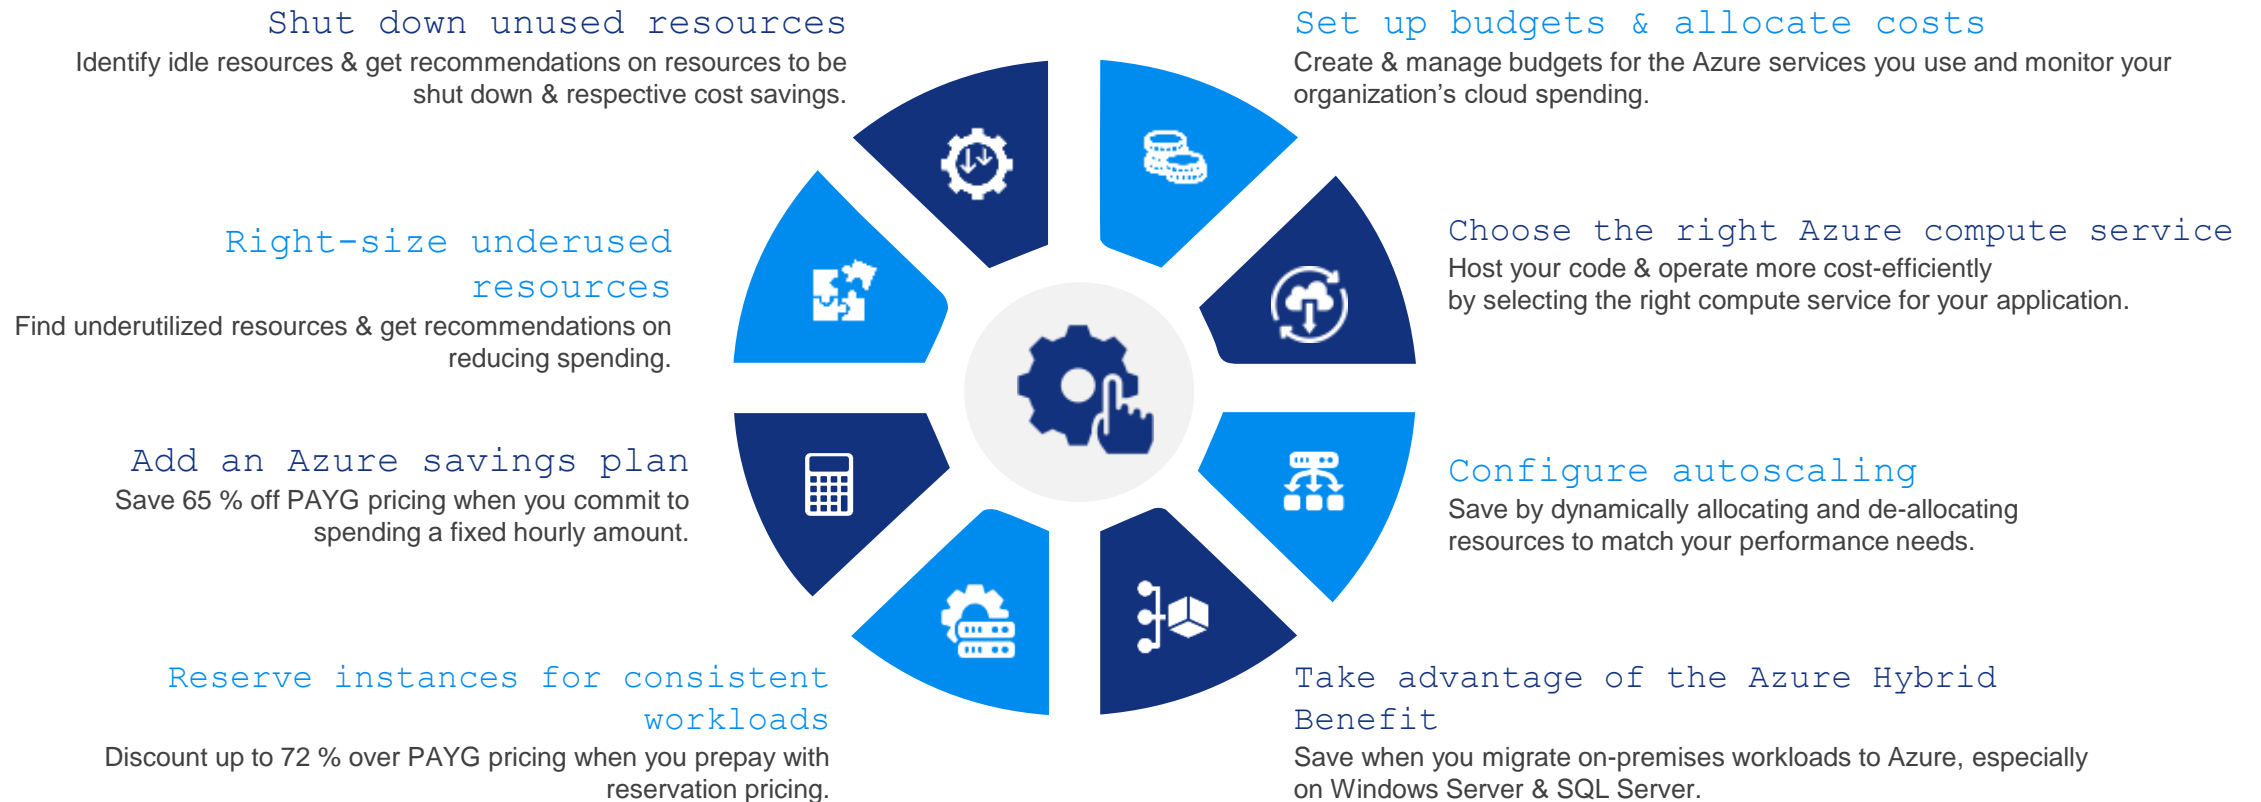 Shut down unused resources
Identify idle resources & get recommendations on resources to be
shut down & respective cost savings.
Right-size underused
resources
Find underutilized resources & get recommendations on
reducing spending.
Add an Azure savings plan
Save 65 % off PAYG pricing when you commit to
spending a fixed hourly amount.
Reserve instances for consistent
workloads
Discount up to 72 % over PAYG pricing when you prepay with
reservation pricing.
Set up budgets & allocate costs
Create & manage budgets for the Azure services you use and monitor your
organization’s cloud spending.
Choose the right Azure compute service
Host your code & operate more cost-efficiently
by selecting the right compute service for your application.
Configure autoscaling
Save by dynamically allocating and de-allocating
resources to match your performance needs.
Take advantage of the Azure Hybrid
Benefit
Save when you migrate on-premises workloads to Azure, especially
on Windows Server & SQL Server.